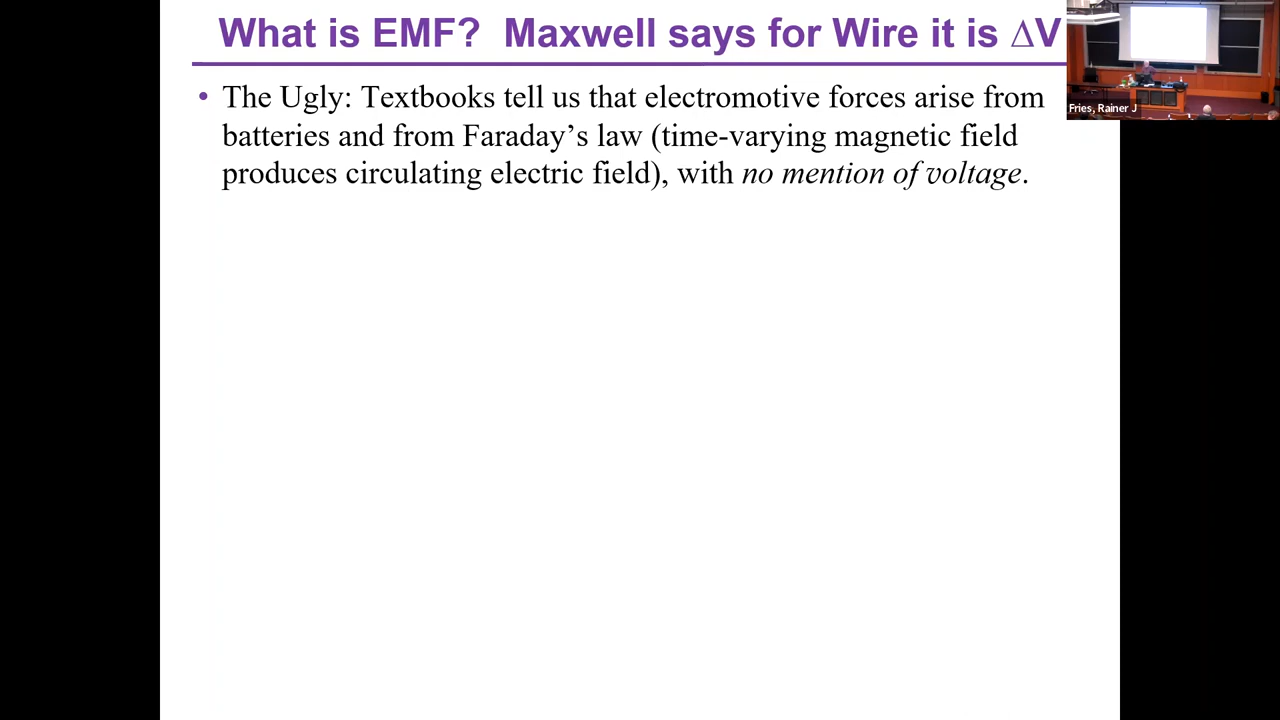 What is EMF?  Maxwell says for Wire it is ΔV
Fries, Rainer J
• The Ugly: Textbooks tell us that electromotive forces arise from
batteries and from Faraday’s law (time-varying magnetic field
produces circulating electric field), with no mention of voltage.